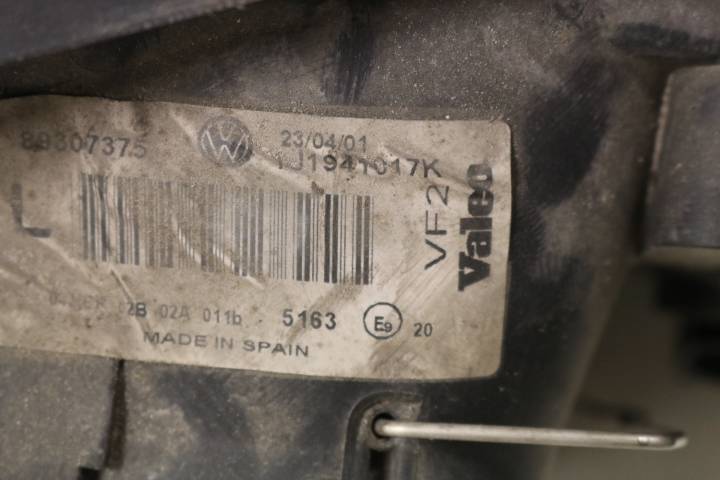 89307375
23/04/01
1J1941017K
L
VF2
Valeo
02B 02A 011b 5163 E9 20
MADE IN SPAIN